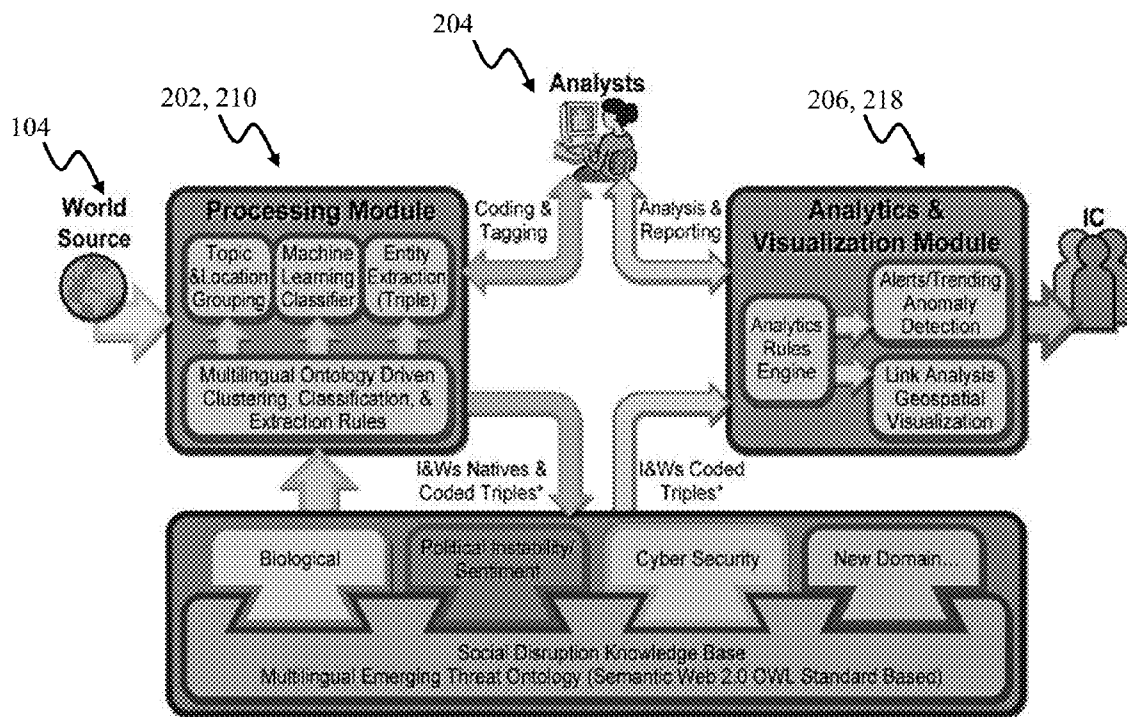 204
Analysts
202, 210
206, 218
104
World
Source
Processing Module
Topic
&Location
Grouping
Machine
Learning
Classifier
Entity
Extraction
(Triple)
Multilingual Ontology Driven
Clustering, Classification, &
Extraction Rules
Coding &
Tagging
Analysis &
Reporting
Analytics &
Visualization Module
Analytics
Rules
Engine
Alerts/Trending
Anomaly
Detection
Link Analysis
Geospatial
Visualization
IC
I&Ws Natives &
Coded Triples*
I&Ws Coded
Triples*
Biological
Political Instability/
Sentiment
Cyber Security
New Domain...
Social Disruption Knowledge Base
Multilingual Emerging Threat Ontology (Semantic Web 2.0 OWL Standard Based)